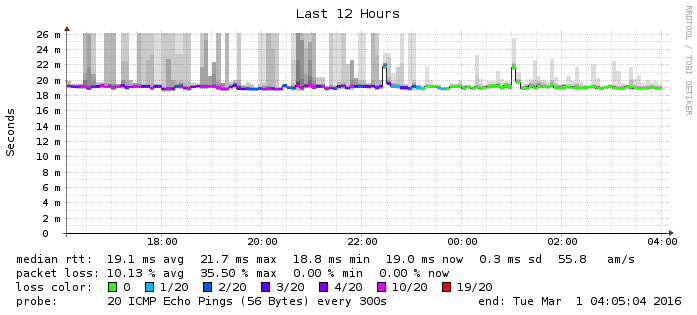 Last 12 Hours
RRDTOOL / TOBI OETIKER
Seconds
26 m
24 m
22 m
20 m
18 m
16 m
14 m
12 m
10 m
8 m
6 m
4 m
2 m
0
18:00 20:00 22:00 00:00 02:00 04:00
median rtt: 19.1 ms avg 21.7 ms max 18.8 ms min 19.0 ms now 0.3 ms sd 55.8 am/s
packet loss: 10.13 % avg 35.50 % max 0.00 % min 0.00 % now
loss color: 0 1/20 2/20 3/20 4/20 10/20 19/20
probe: 20 ICMP Echo Pings (56 Bytes) every 300s end: Tue Mar 1 04:05:04 2016